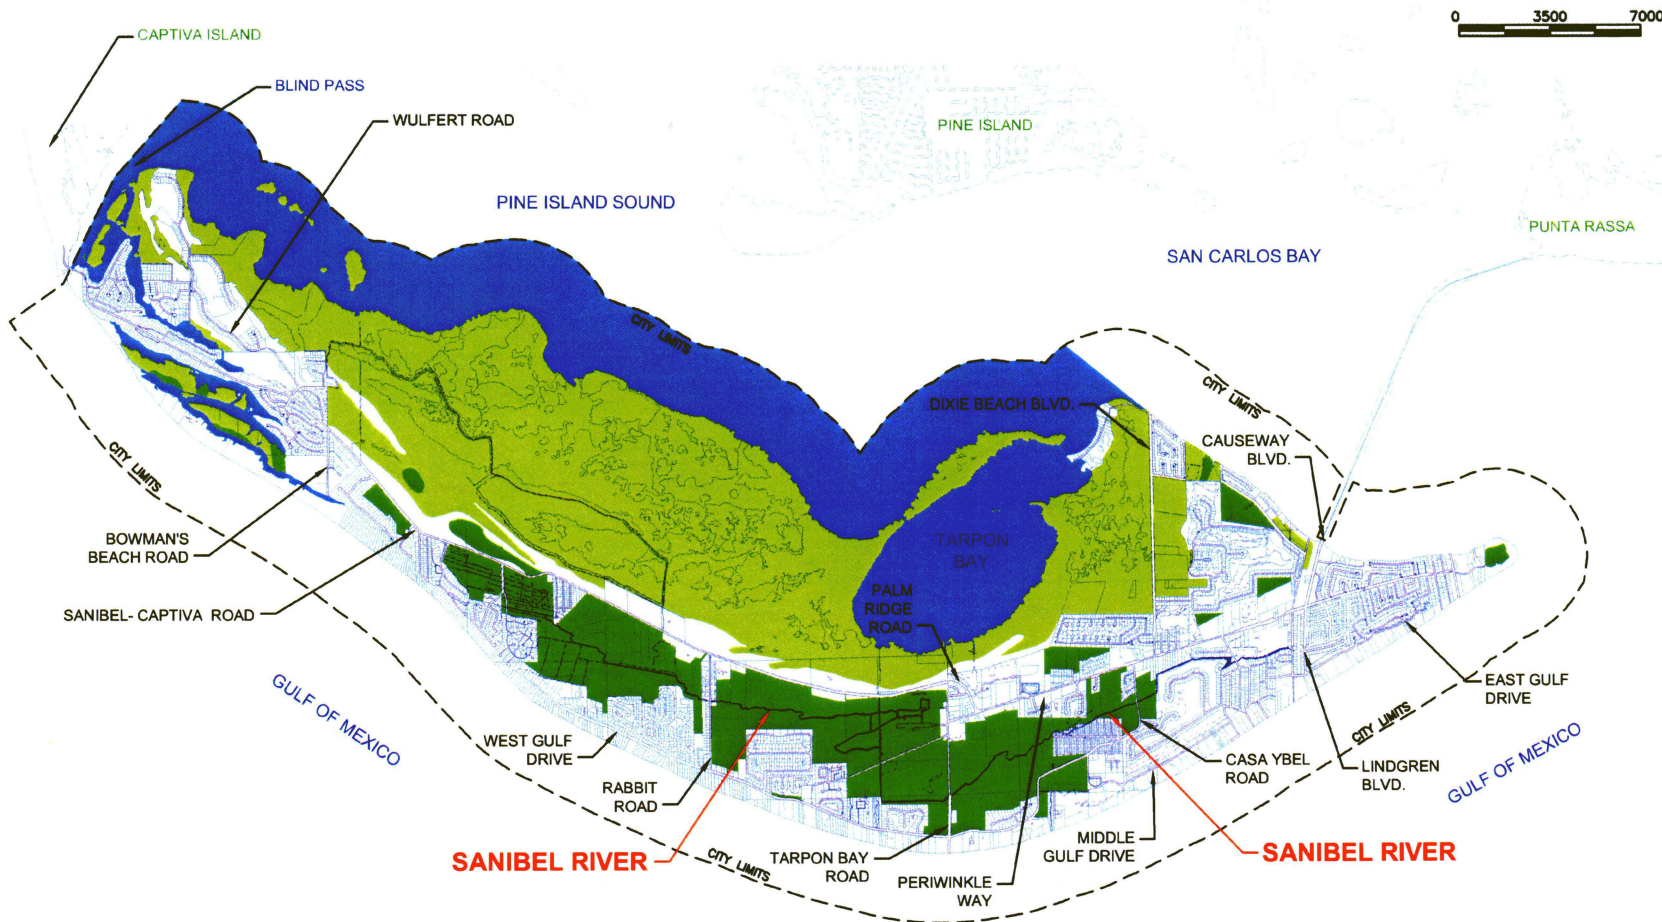 0 3500 7000
CAPTIVA ISLAND
BLIND PASS
WULFERT ROAD
PINE ISLAND
PINE ISLAND SOUND
PUNTA RASSA
SAN CARLOS BAY
CITY LIMITS
CITY LIMITS
DIXIE BEACH BLVD.
CAUSEWAY
BLVD.
CITY LIMITS
BOWMAN'S
BEACH ROAD
TARPON
BAY
PALM
RIDGE
ROAD
SANIBEL- CAPTIVA ROAD
GULF OF MEXICO
EAST GULF
DRIVE
CITY LIMITS
WEST GULF
DRIVE
CASA YBEL
ROAD
LINDGREN
BLVD.
GULF OF MEXICO
RABBIT
ROAD
MIDDLE
GULF DRIVE
SANIBEL RIVER
CITY LIMITS
TARPON BAY
ROAD
PERIWINKLE
WAY
SANIBEL RIVER